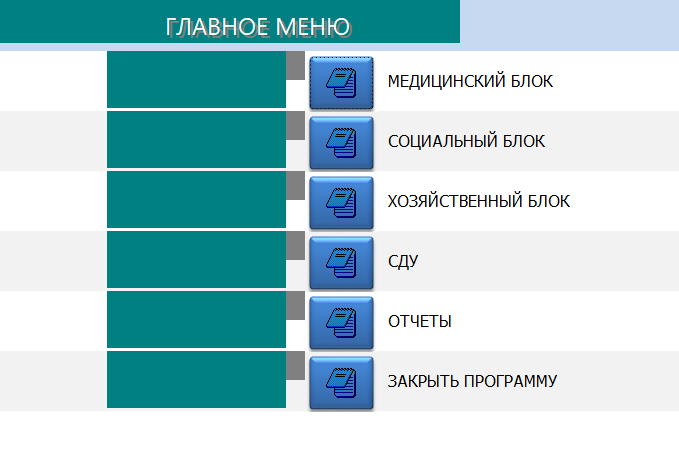 ГЛАВНОЕ МЕНЮ
МЕДИЦИНСКИЙ БЛОК
СОЦИАЛЬНЫЙ БЛОК
ХОЗЯЙСТВЕННЫЙ БЛОК
СДУ
ОТЧЕТЫ
ЗАКРЫТЬ ПРОГРАММУ